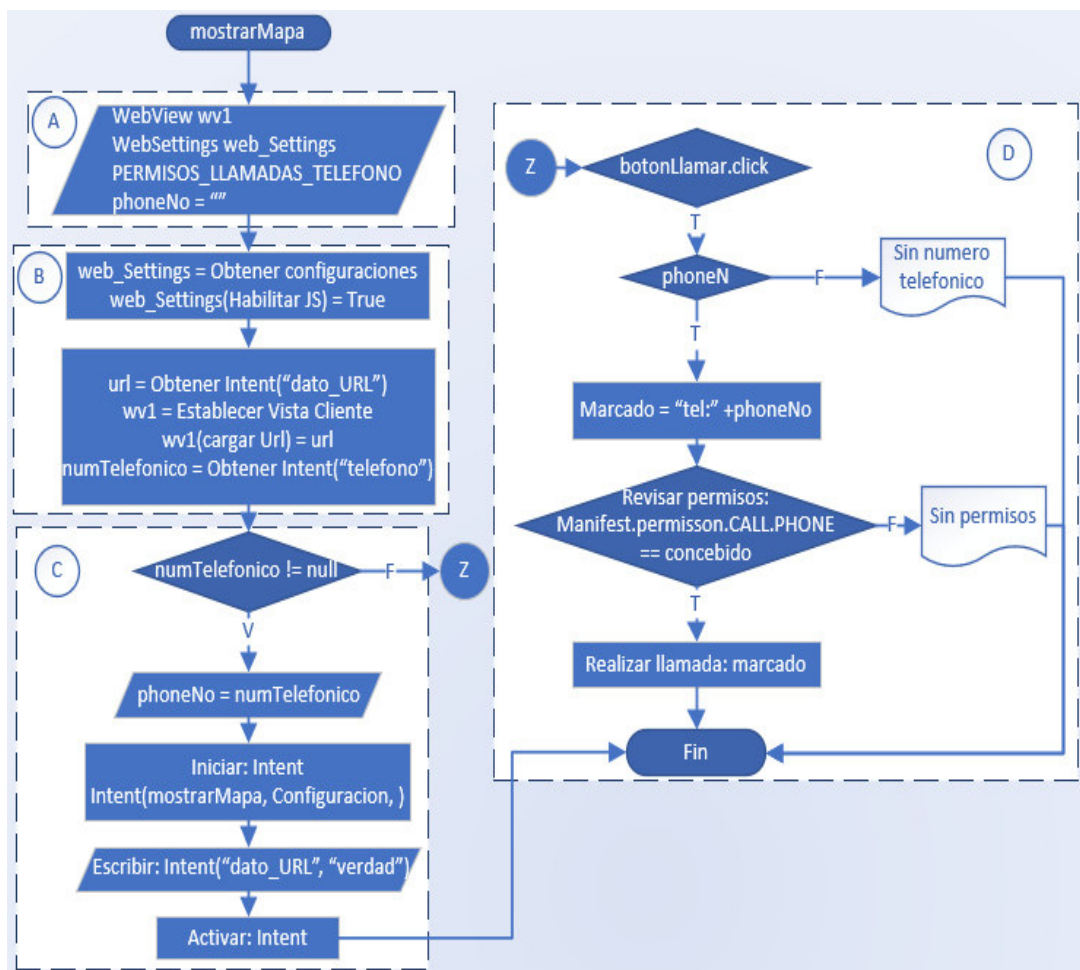 mostrarMapa
A
WebView wv1
WebSettings web_Settings
PERMISOS_LLAMADAS_TELEFONO
phoneNo = “”
B
web_Settings = Obtener configuraciones
web_Settings(Habilitar JS) = True
url = Obtener Intent(“dato_URL”)
wv1 = Establecer Vista Cliente
wv1(cargar Url) = url
numTelefonico = Obtener Intent(“telefono”)
C
numTelefonico != null
F
Z
V
phoneNo = numTelefonico
Iniciar: Intent
Intent(mostrarMapa, Configuracion, )
Escribir: Intent(“dato_URL”, “verdad”)
Activar: Intent
D
Z
botonLlamar.click
T
phoneN
F
Sin numero
telefonico
T
Marcado = “tel:” +phoneNo
Revisar permisos:
Manifest.permisson.CALL.PHONE
== concebido
F
Sin permisos
T
Realizar llamada: marcado
Fin